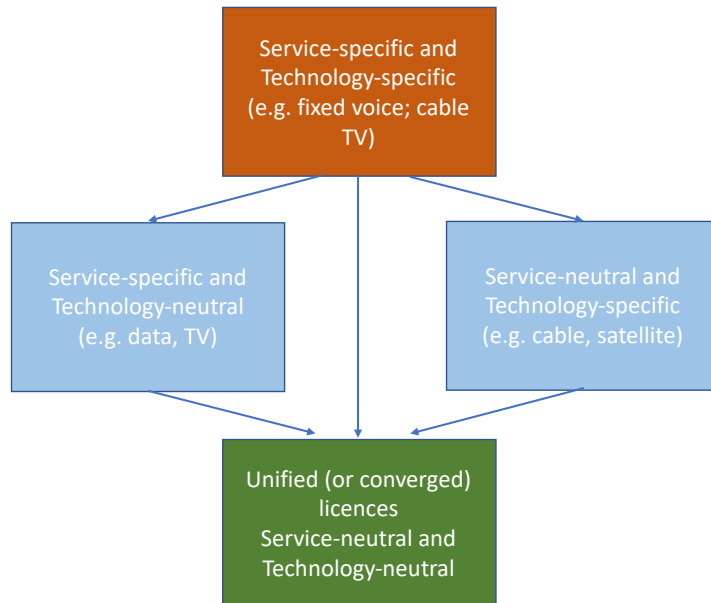 Service-specific and
Technology-specific
(e.g. fixed voice; cable
TV)
Service-specific and
Technology-neutral
(e.g. data, TV)
Service-neutral and
Technology-specific
(e.g. cable, satellite)
Unified (or converged)
licences
Service-neutral and
Technology-neutral